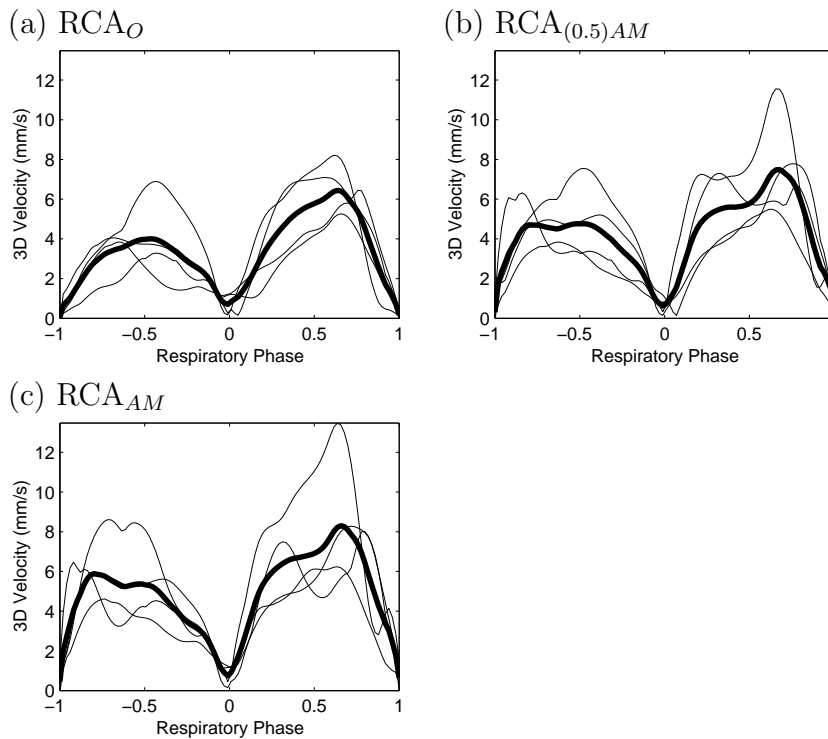 (a) RCA_O
12
10
8
6
4
2
0
3D Velocity (mm/s)
−1 −0.5 0 0.5 1
Respiratory Phase
(b) RCA_(0.5)AM
12
10
8
6
4
2
0
3D Velocity (mm/s)
−1 −0.5 0 0.5
Respiratory Phase
(c) RCA_AM
12
10
8
6
4
2
0
3D Velocity (mm/s)
−1 −0.5 0 0.5 1
Respiratory Phase